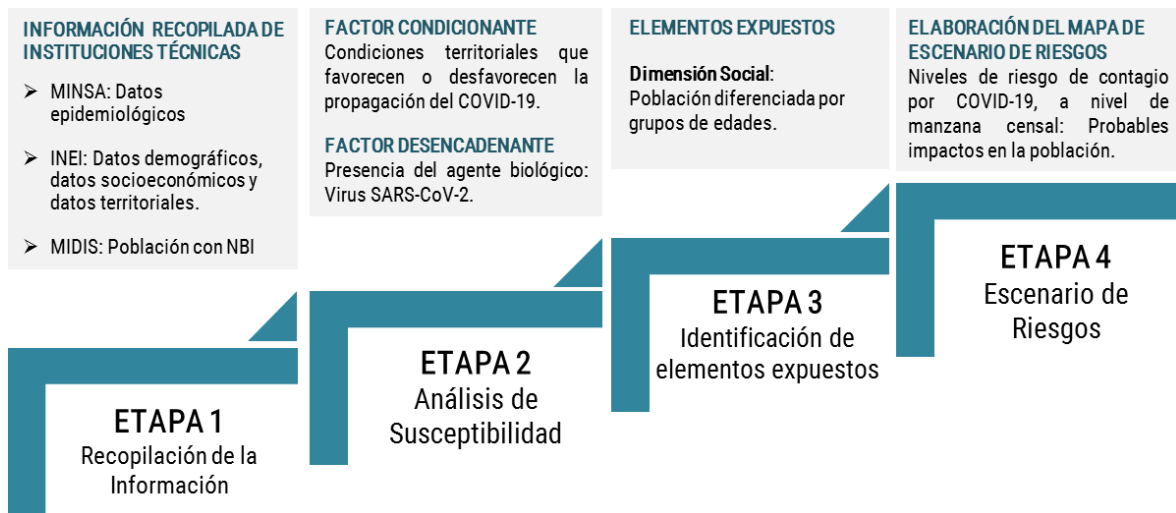 INFORMACIÓN RECOPILADA DE
INSTITUCIONES TÉCNICAS
➤ MINSA: Datos
epidemiológicos
➤ INEI: Datos demográficos,
datos socioeconómicos y
datos territoriales.
➤ MIDIS: Población con NBI
ETAPA 1
Recopilación de la
Información
FACTOR CONDICIONANTE
Condiciones territoriales que
favorecen o desfavorecen la
propagación del COVID-19.
FACTOR DESENCADENANTE
Presencia del agente biológico:
Virus SARS-CoV-2.
ETAPA 2
Análisis de
Susceptibilidad
ELEMENTOS EXPUESTOS
Dimensión Social:
Población diferenciada por
grupos de edades.
ETAPA 3
Identificación de
elementos expuestos
ELABORACIÓN DEL MAPA DE
ESCENARIO DE RIESGOS
Niveles de riesgo de contagio
por COVID-19, a nivel de
manzana censal: Probables
impactos en la población.
ETAPA 4
Escenario de
Riesgos